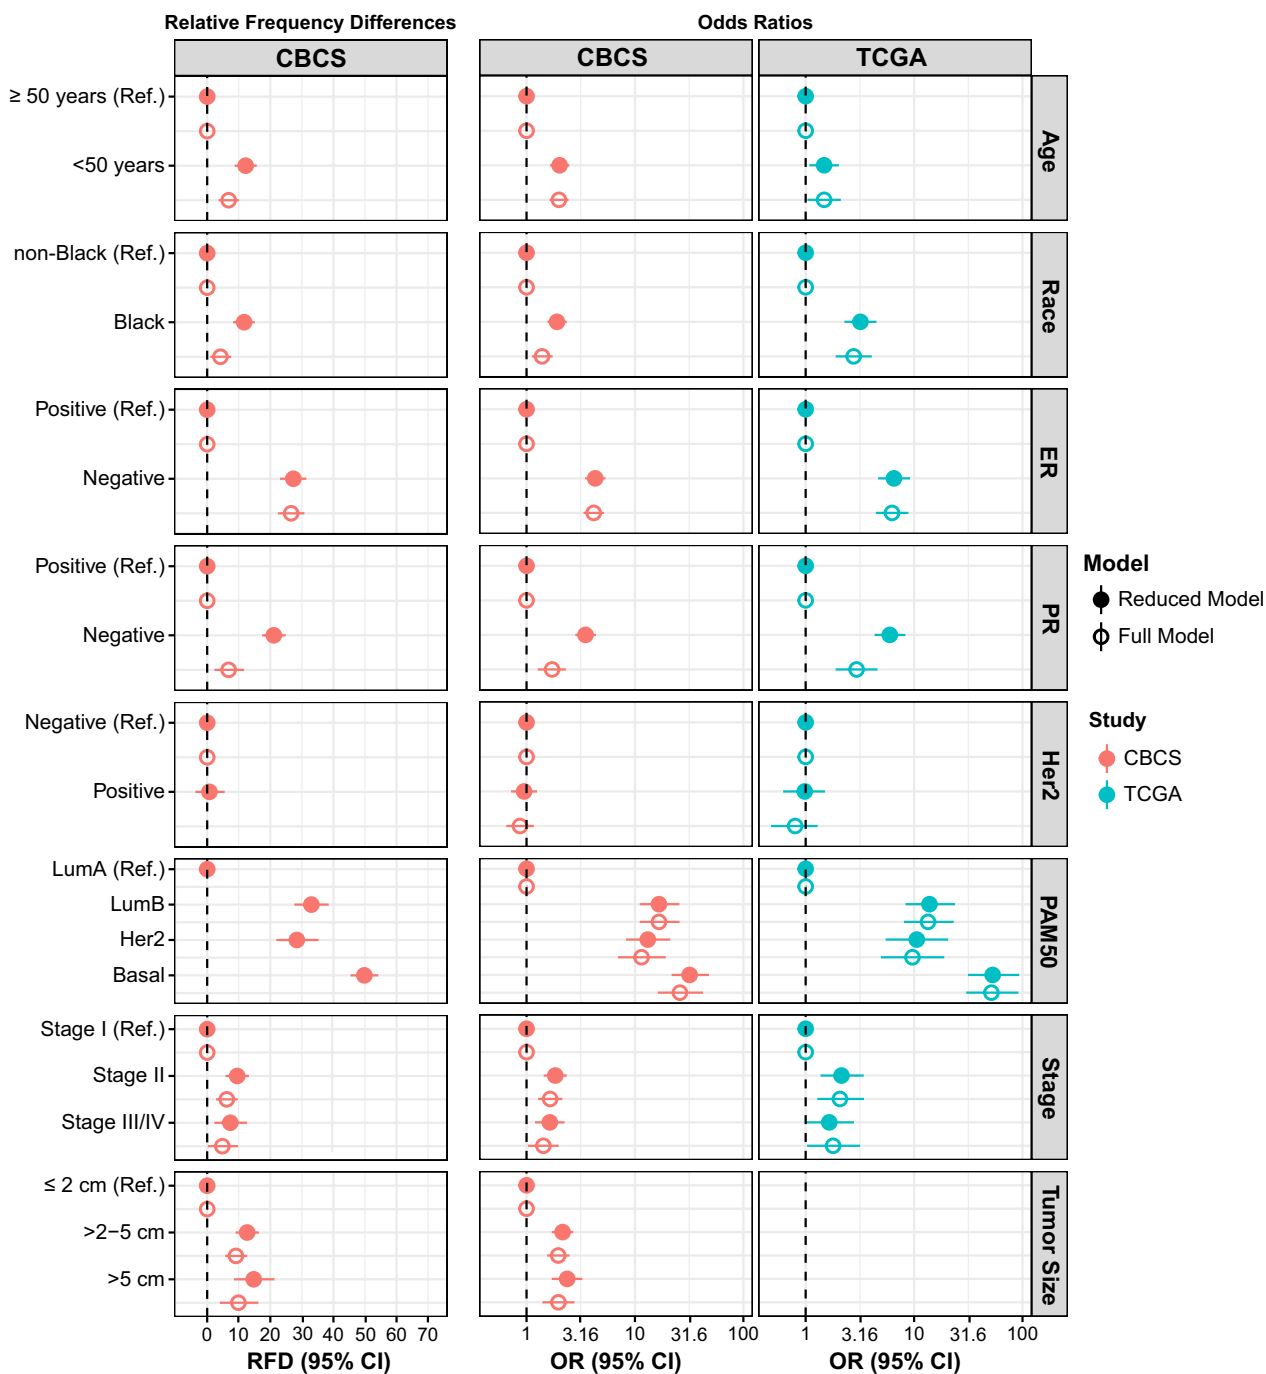 Relative Frequency Differences
Odds Ratios
CBCS
CBCS
TCGA
≥ 50 years (Ref.)
<50 years
Age
non-Black (Ref.)
Black
Race
Positive (Ref.)
Negative
ER
Positive (Ref.)
Negative
PR
Negative (Ref.)
Positive
Her2
LumA (Ref.)
LumB
Her2
Basal
PAM50
Stage I (Ref.)
Stage II
Stage III/IV
Stage
≤ 2 cm (Ref.)
>2−5 cm
>5 cm
Tumor Size
0 10 20 30 40 50 60 70
1 3.16 10 31.6 100
1 3.16 10 31.6 100
RFD (95% CI)
OR (95% CI)
OR (95% CI)
Model
Reduced Model
Full Model
Study
CBCS
TCGA